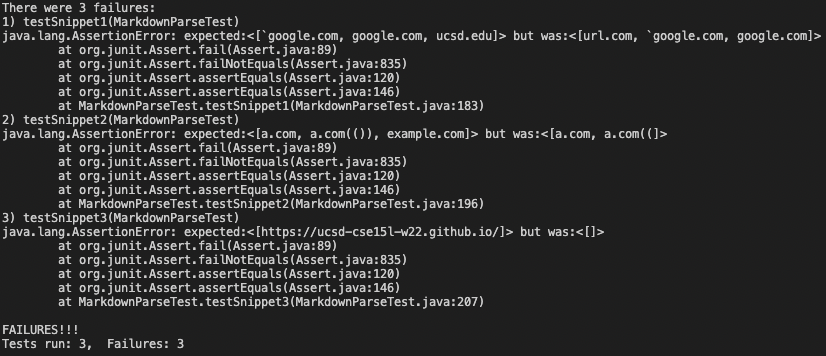 There were 3 failures:
1) testSnippet1(MarkdownParseTest)
java.lang.AssertionError: expected:<[`google.com, google.com, ucsd.edu]> but was:<[url.com, `google.com, google.com]>
        at org.junit.Assert.fail(Assert.java:89)
        at org.junit.Assert.failNotEquals(Assert.java:835)
        at org.junit.Assert.assertEquals(Assert.java:120)
        at org.junit.Assert.assertEquals(Assert.java:146)
        at MarkdownParseTest.testSnippet1(MarkdownParseTest.java:183)
2) testSnippet2(MarkdownParseTest)
java.lang.AssertionError: expected:<[a.com, a.com(()), example.com]> but was:<[a.com, a.com((]>
        at org.junit.Assert.fail(Assert.java:89)
        at org.junit.Assert.failNotEquals(Assert.java:835)
        at org.junit.Assert.assertEquals(Assert.java:120)
        at org.junit.Assert.assertEquals(Assert.java:146)
        at MarkdownParseTest.testSnippet2(MarkdownParseTest.java:196)
3) testSnippet3(MarkdownParseTest)
java.lang.AssertionError: expected:<[https://ucsd-cse15l-w22.github.io/]> but was:<[]>
        at org.junit.Assert.fail(Assert.java:89)
        at org.junit.Assert.failNotEquals(Assert.java:835)
        at org.junit.Assert.assertEquals(Assert.java:120)
        at org.junit.Assert.assertEquals(Assert.java:146)
        at MarkdownParseTest.testSnippet3(MarkdownParseTest.java:207)

FAILURES!!!
Tests run: 3,  Failures: 3